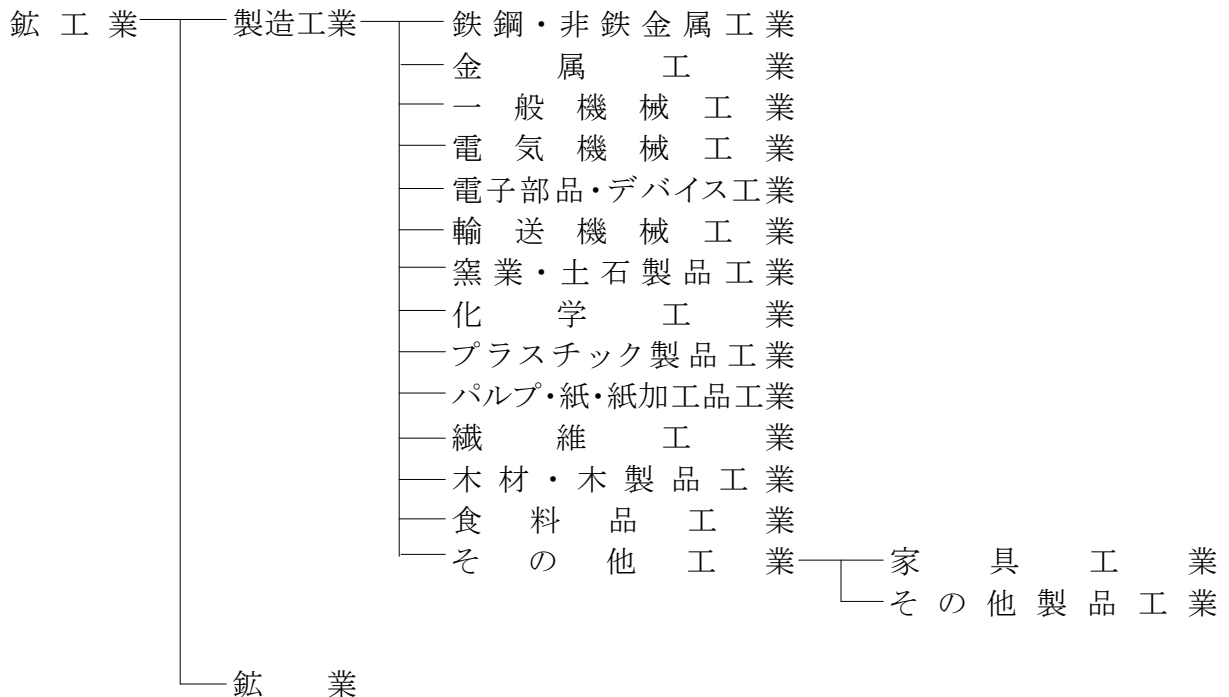 鉱工業 製造工業 鉄鋼・非鉄金属工業
金属工業
一般機械工業
電気機械工業
電子部品・デバイス工業
輸送機械工業
窯業・土石製品工業
化学工業
プラスチック製品工業
パルプ・紙・紙加工品工業
繊維工業
木材・木製品工業
食料品工業
その他工業 家具工業
その他製品工業
鉱業